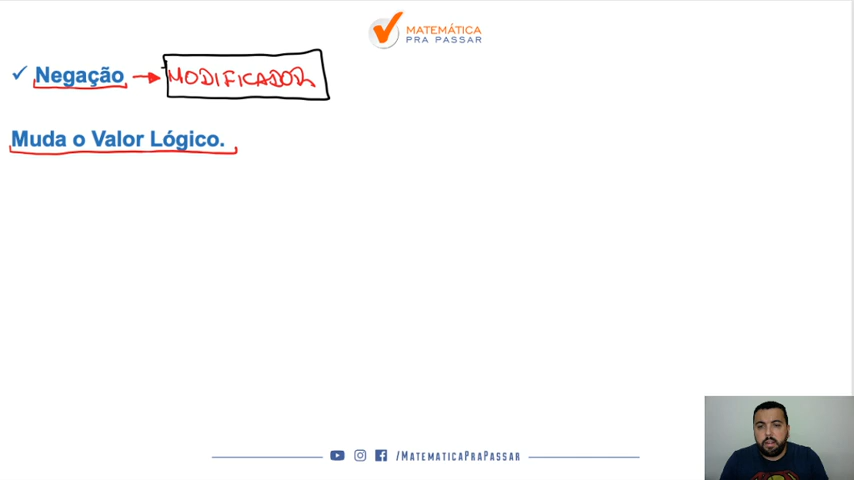 MATEMÁTICA
PRA PASSAR
✓ Negação → MODIFICADOR
Muda o Valor Lógico.
/MATEMATICAPRAPASSAR